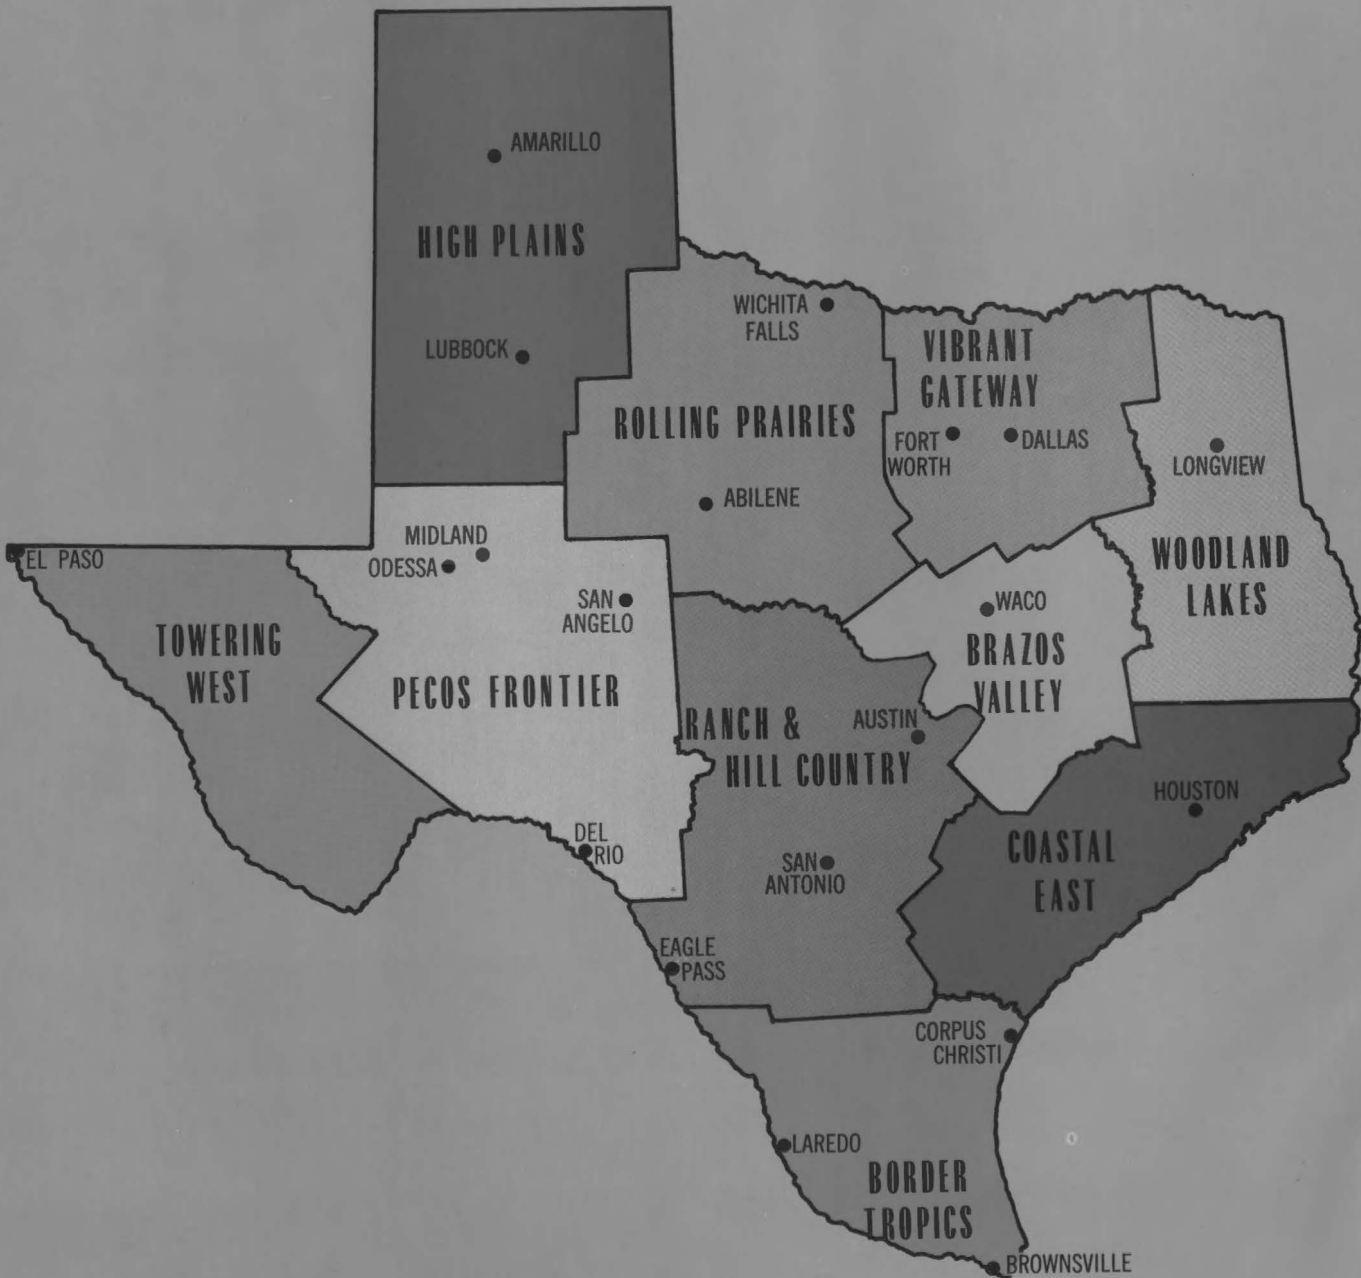 AMARILLO
HIGH PLAINS
LUBBOCK
WICHITA
FALLS
VIBRANT
GATEWAY
ROLLING PRAIRIES
FORT
WORTH
DALLAS
LONGVIEW
ABILENE
MIDLAND
ODESSA
EL PASO
WOODLAND
LAKES
SAN
ANGELO
WACO
TOWERING
WEST
BRAZOS
VALLEY
PECOS FRONTIER
RANCH &
HILL COUNTRY
AUSTIN
HOUSTON
DEL
RIO
COASTAL
EAST
SAN
ANTONIO
EAGLE
PASS
CORPUS
CHRISTI
LAREDO
BORDER
TROPICS
BROWNSVILLE